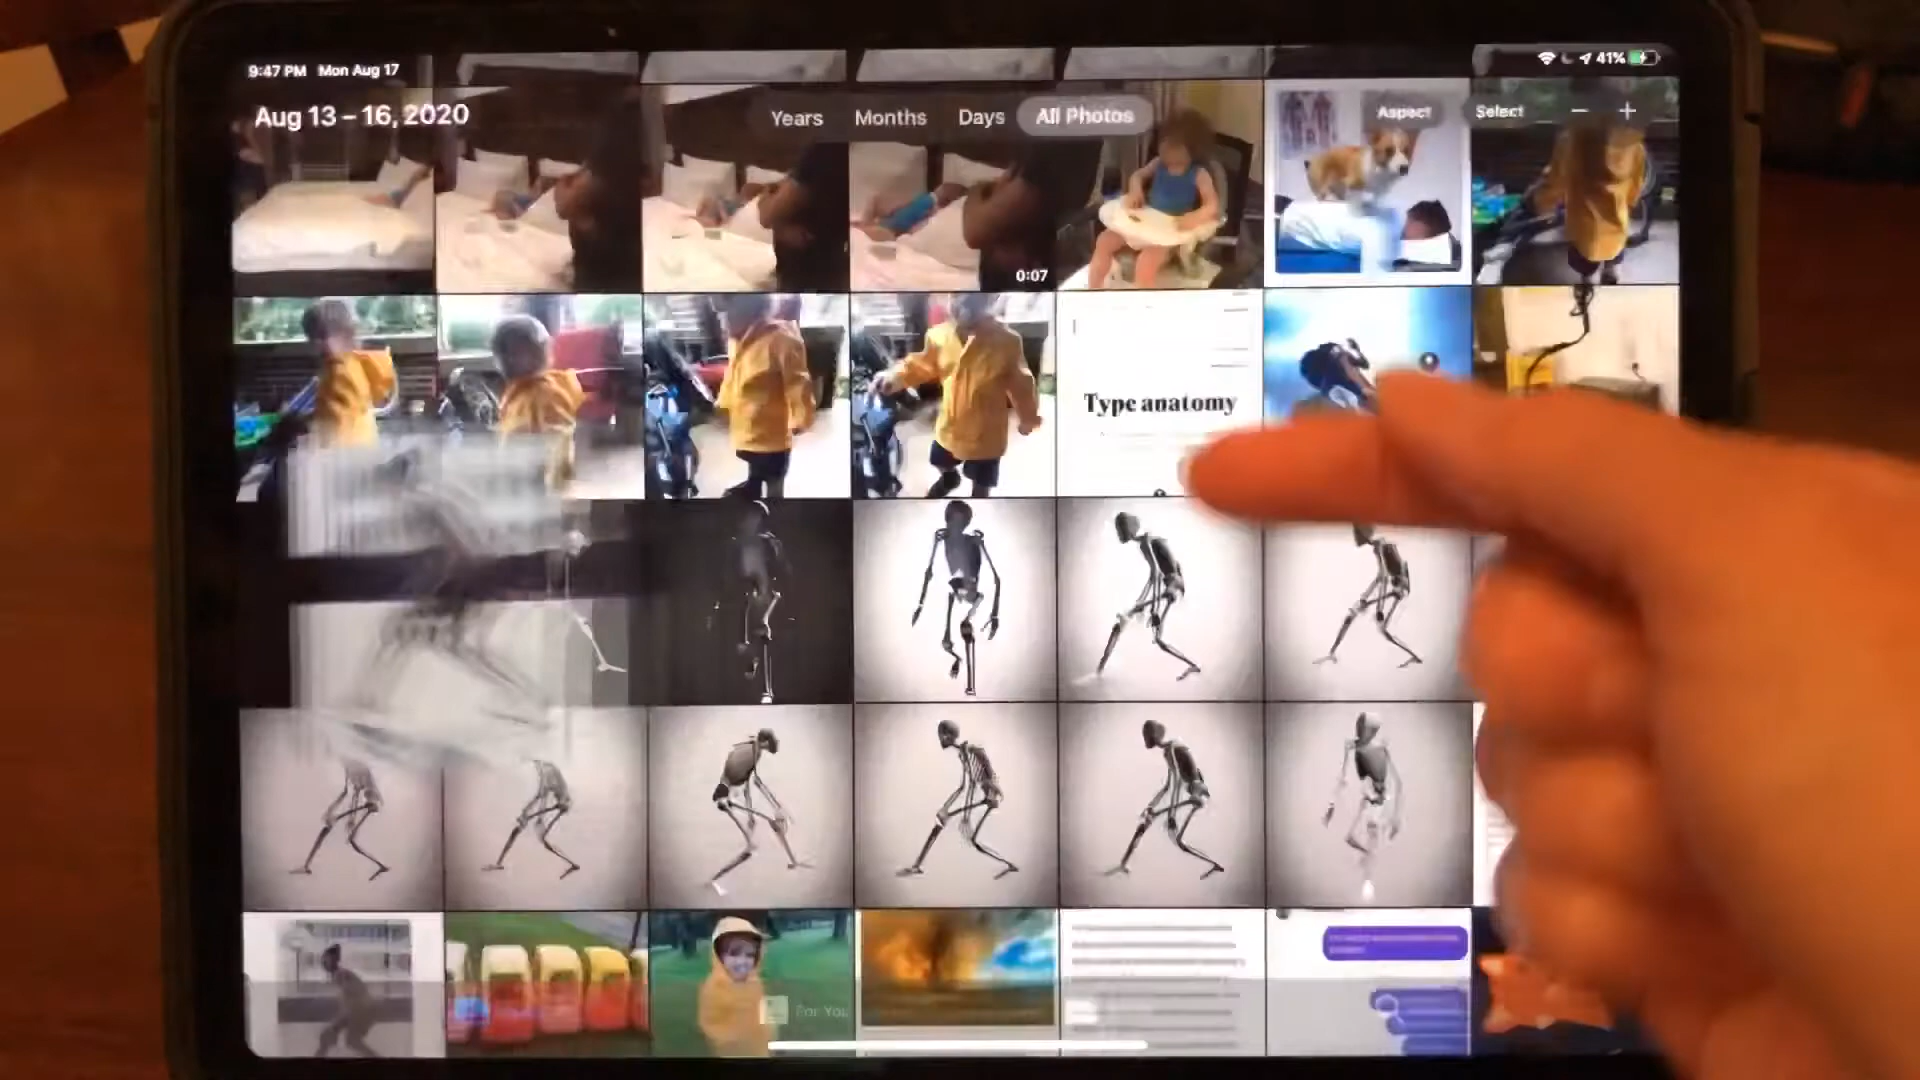 9:47 PM Mon Aug 17
41%
Aug 13 – 16, 2020
Years Months Days All Photos
Aspect Select
0:07
Type anatomy
For You